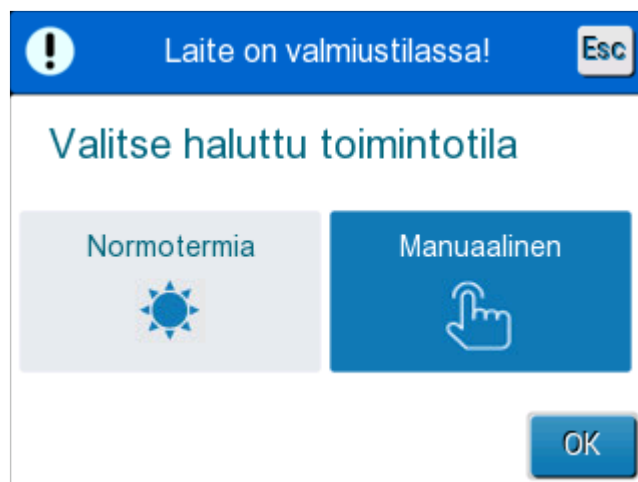 Laite on valmiustilassa!
Esc
Valitse haluttu toimintotila
Normotermia
Manuaalinen
OK